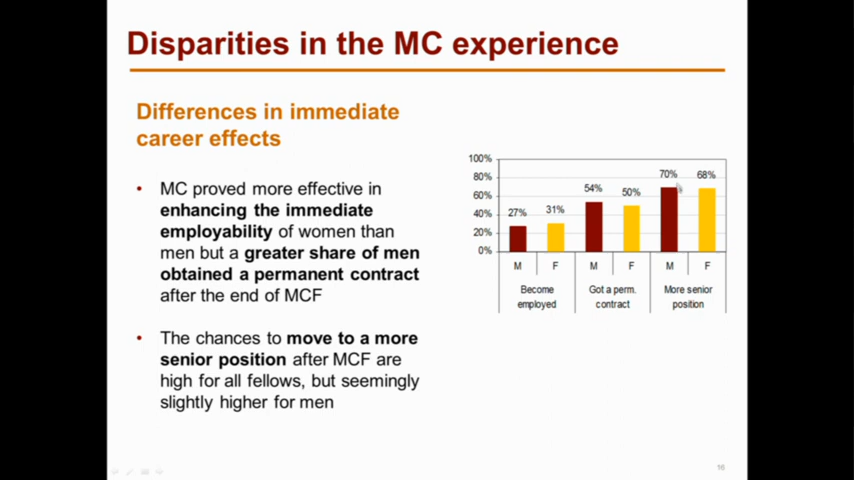 Disparities in the MC experience
Differences in immediate
career effects
• MC proved more effective in
enhancing the immediate
employability of women than
men but a greater share of men
obtained a permanent contract
after the end of MCF
• The chances to move to a more
senior position after MCF are
high for all fellows, but seemingly
slightly higher for men
100%
80%
60%
40%
20%
0%
27% 31% 54% 50% 70% 68%
M F M F M F
Become employed
Got a perm. contract
More senior position
16